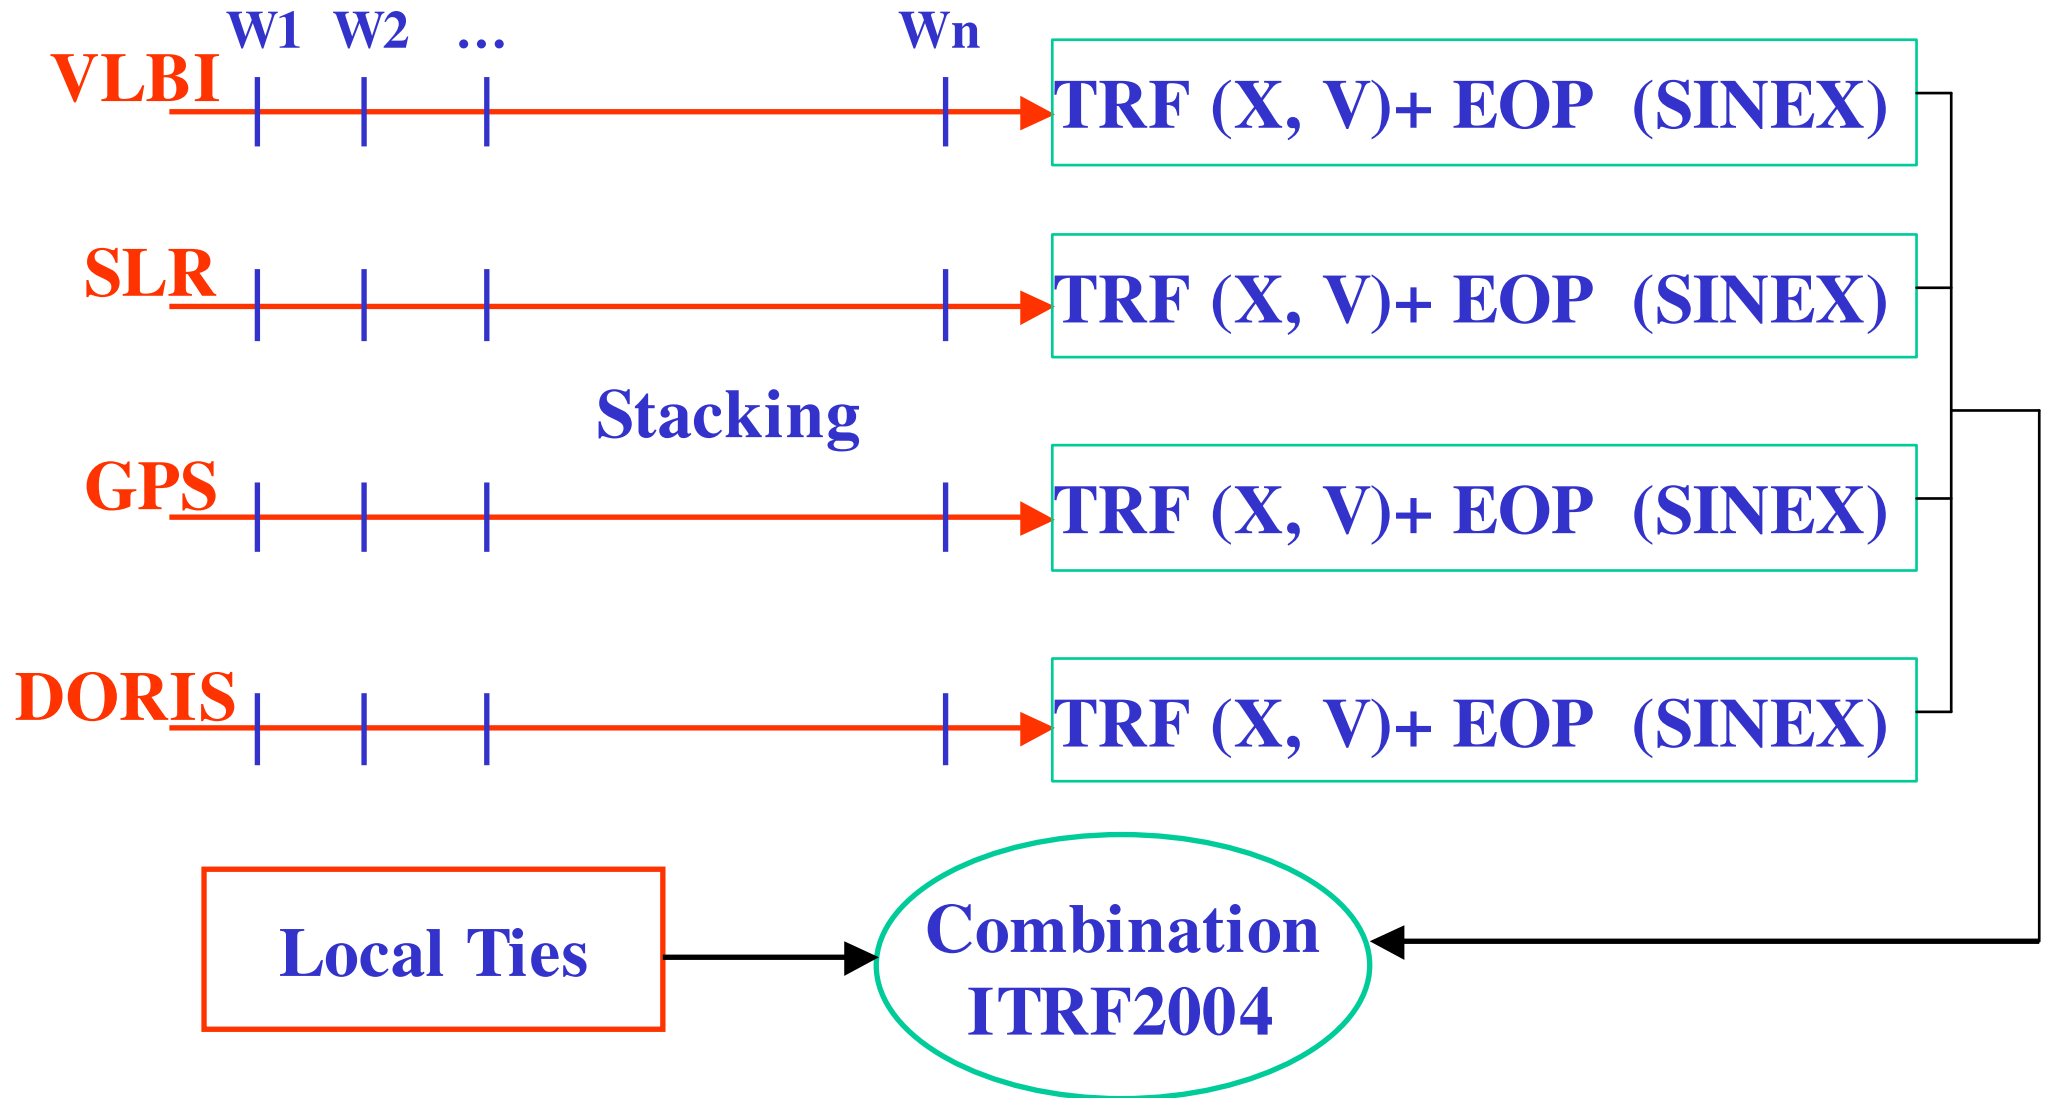 W1 W2 ... Wn
VLBI
TRF (X, V)+ EOP (SINEX)
SLR
TRF (X, V)+ EOP (SINEX)
Stacking
GPS
TRF (X, V)+ EOP (SINEX)
DORIS
TRF (X, V)+ EOP (SINEX)
Local Ties
Combination
ITRF2004